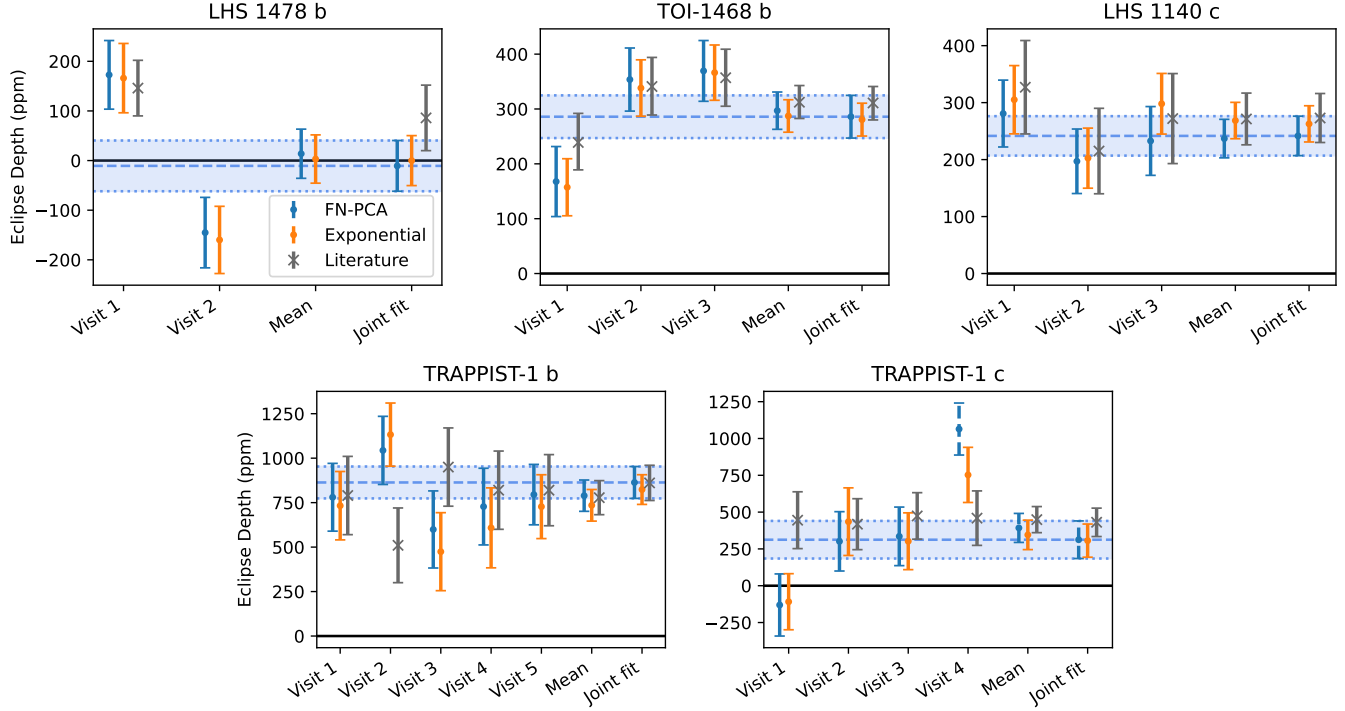 LHS 1478 b
TOI-1468 b
LHS 1140 c
Eclipse Depth (ppm)
200
100
0
−100
−200
FN-PCA
Exponential
Literature
Visit 1
Visit 2
Mean
Joint fit
400
300
200
100
0
Visit 1
Visit 2
Visit 3
Mean
Joint fit
400
300
200
100
0
Visit 1
Visit 2
Visit 3
Mean
Joint fit
TRAPPIST-1 b
TRAPPIST-1 c
Eclipse Depth (ppm)
1250
1000
750
500
250
0
Visit 1
Visit 2
Visit 3
Visit 4
Visit 5
Mean
Joint fit
1250
1000
750
500
250
0
−250
Visit 1
Visit 2
Visit 3
Visit 4
Mean
Joint fit